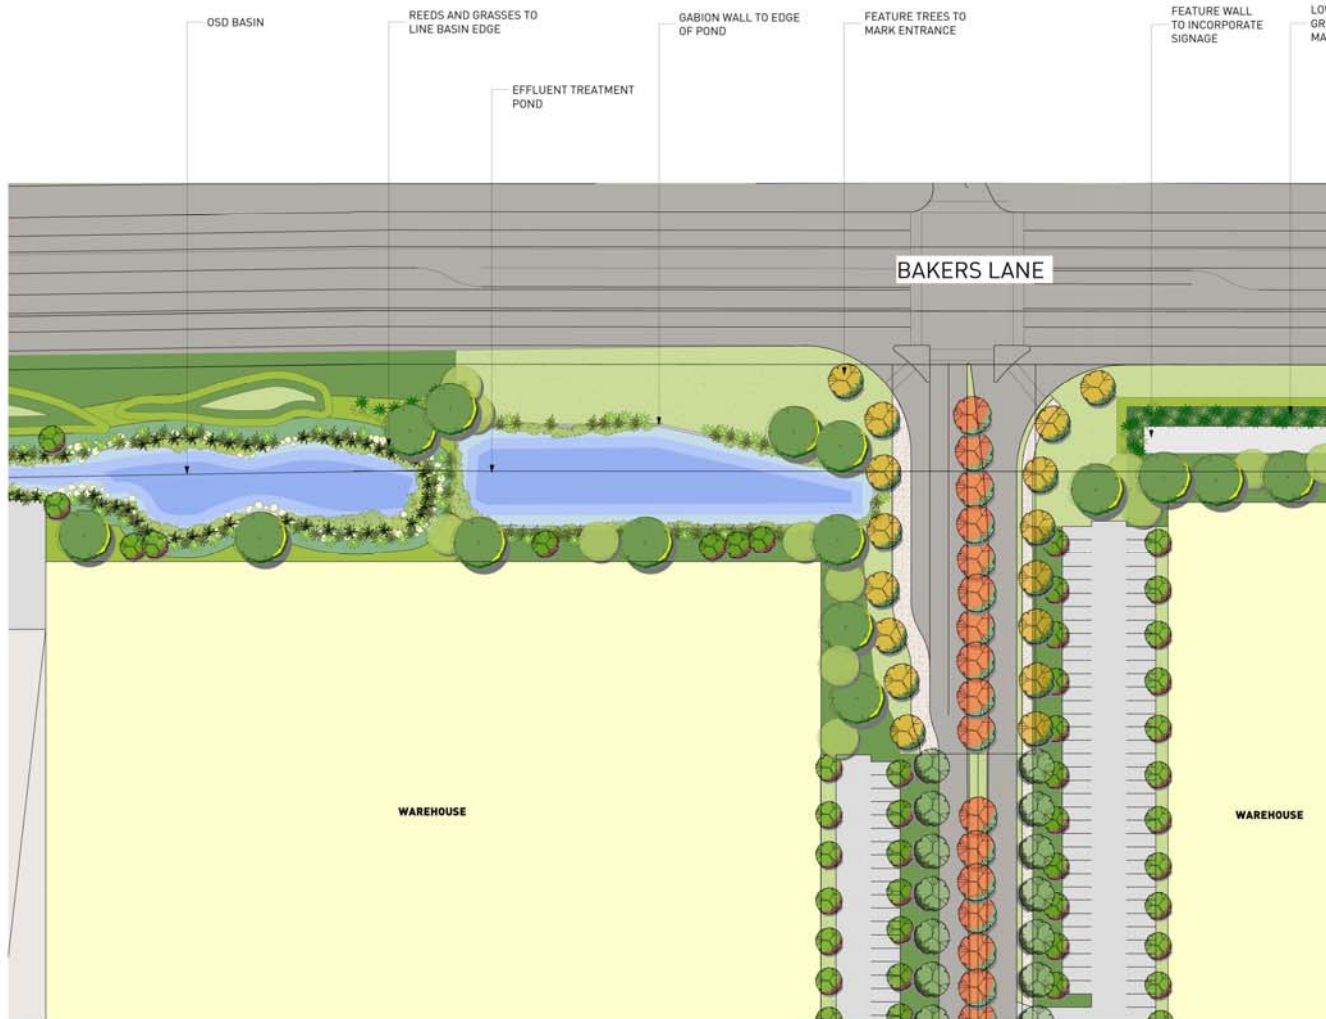 OSD BASIN
REEDS AND GRASSES TO
LINE BASIN EDGE
EFFLUENT TREATMENT
POND
GABION WALL TO EDGE
OF POND
FEATURE TREES TO
MARK ENTRANCE
FEATURE WALL
TO INCORPORATE
SIGNAGE
BAKERS LANE
WAREHOUSE
WAREHOUSE